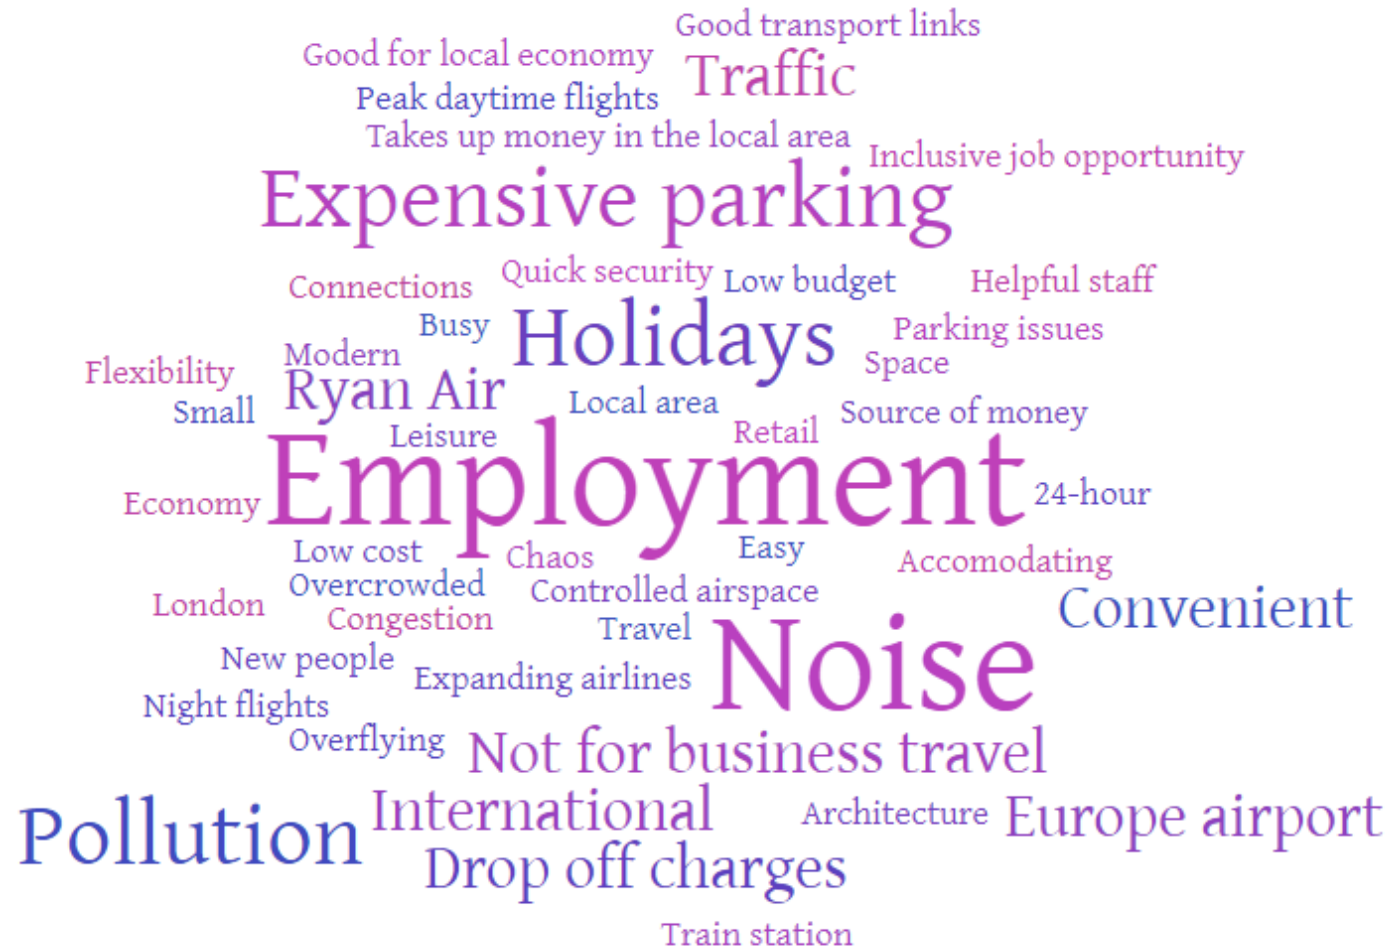 Good transport links
Good for local economy
Traffic
Peak daytime flights
Takes up money in the local area
Inclusive job opportunity
Expensive parking
Quick security
Low budget
Helpful staff
Connections
Busy
Holidays
Parking issues
Modern
Space
Flexibility
Ryan Air
Local area
Small
Source of money
Leisure
Retail
Employment
24-hour
Economy
Low cost
Chaos
Easy
Accomodating
Overcrowded
Controlled airspace
London
Congestion
Travel
Convenient
New people
Expanding airlines
Noise
Night flights
Overflying
Not for business travel
International
Architecture
Europe airport
Pollution
Drop off charges
Train station